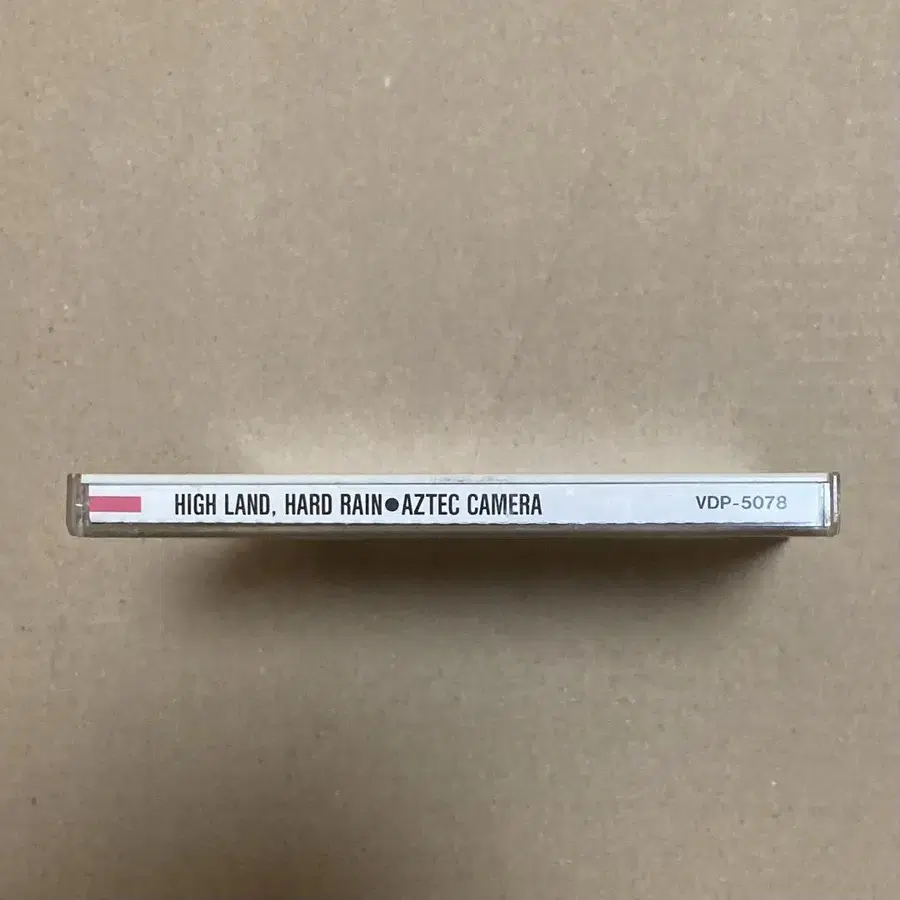 HIGH LAND, HARD RAIN●AZTEC CAMERA VDP-5078